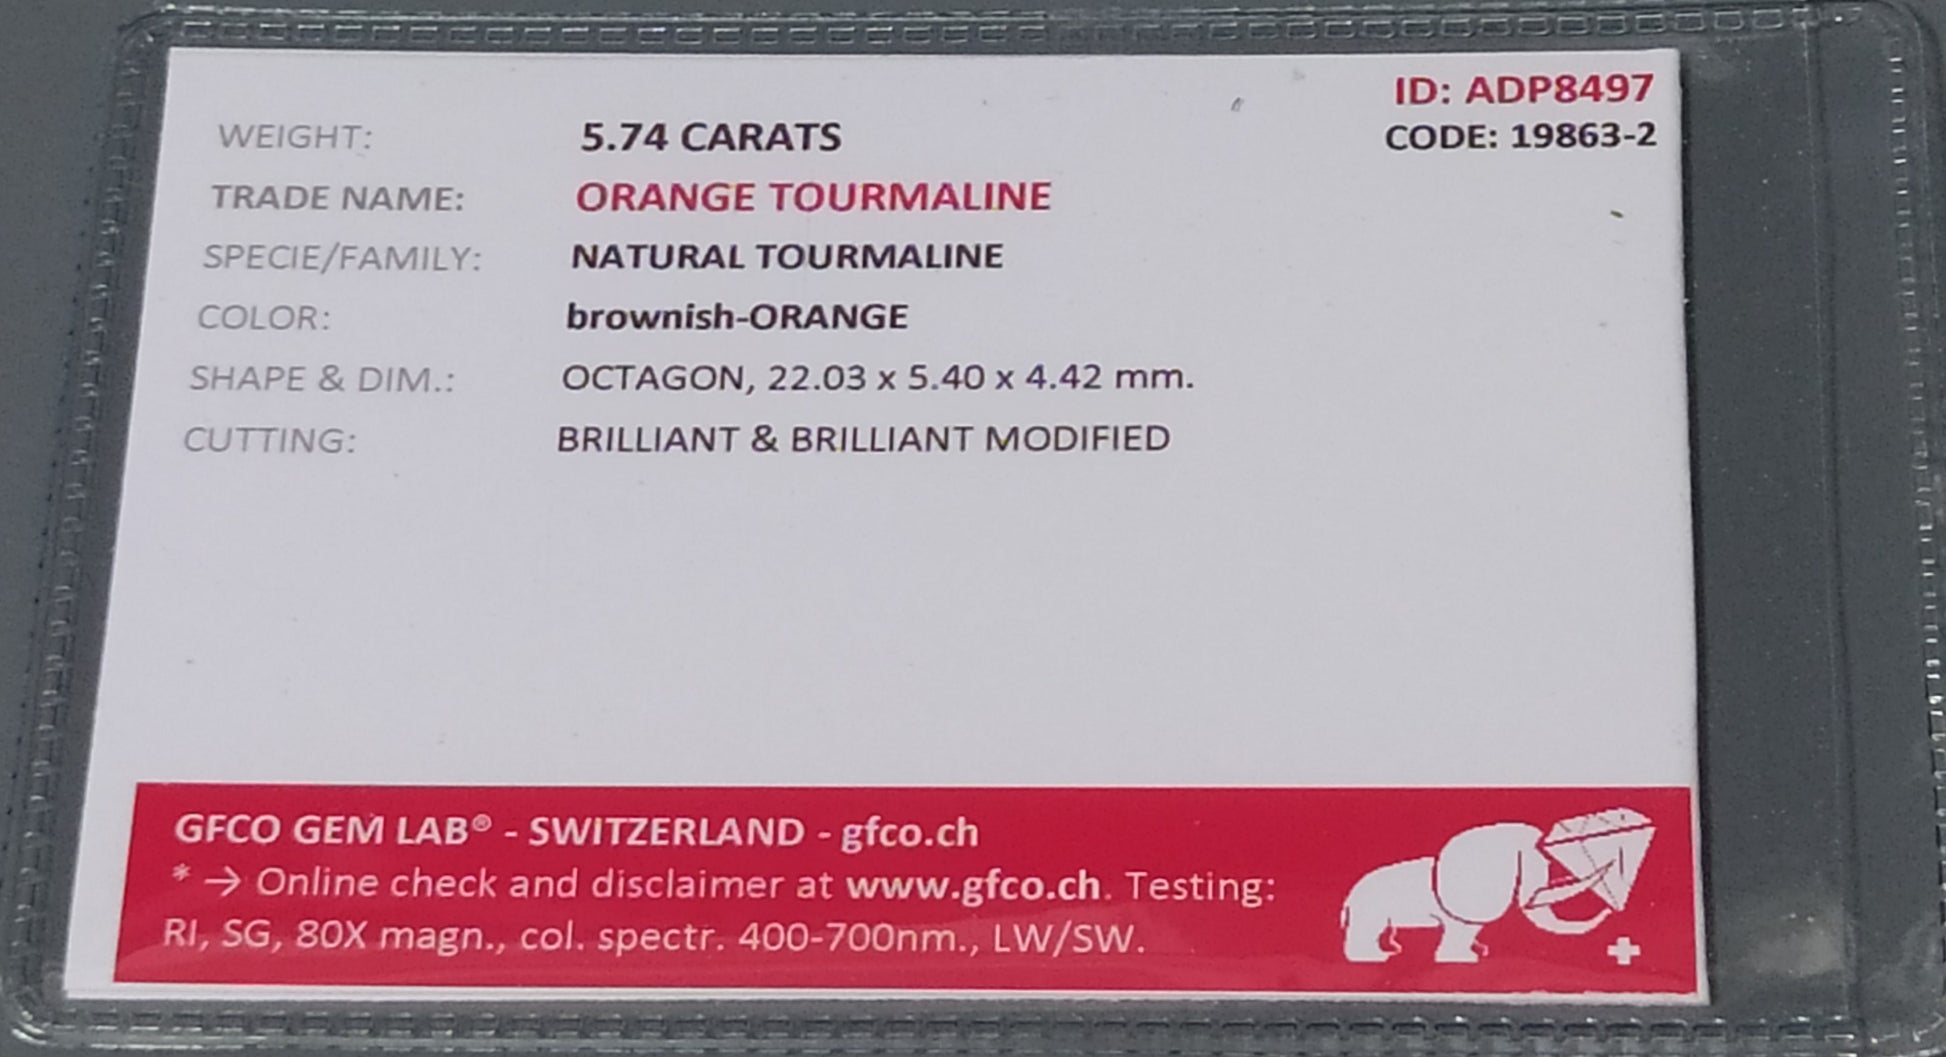 ID: ADP8497
CODE: 19863-2
WEIGHT: 5.74 CARATS
TRADE NAME: ORANGE TOURMALINE
SPECIE/FAMILY: NATURAL TOURMALINE
COLOR: brownish-ORANGE
SHAPE & DIM.: OCTAGON, 22.03 x 5.40 x 4.42 mm.
CUTTING: BRILLIANT & BRILLIANT MODIFIED
GFCO GEM LAB® - SWITZERLAND - gfco.ch
* → Online check and disclaimer at www.gfco.ch. Testing:
RI, SG, 80X magn., col. spectr. 400-700nm., LW/SW.